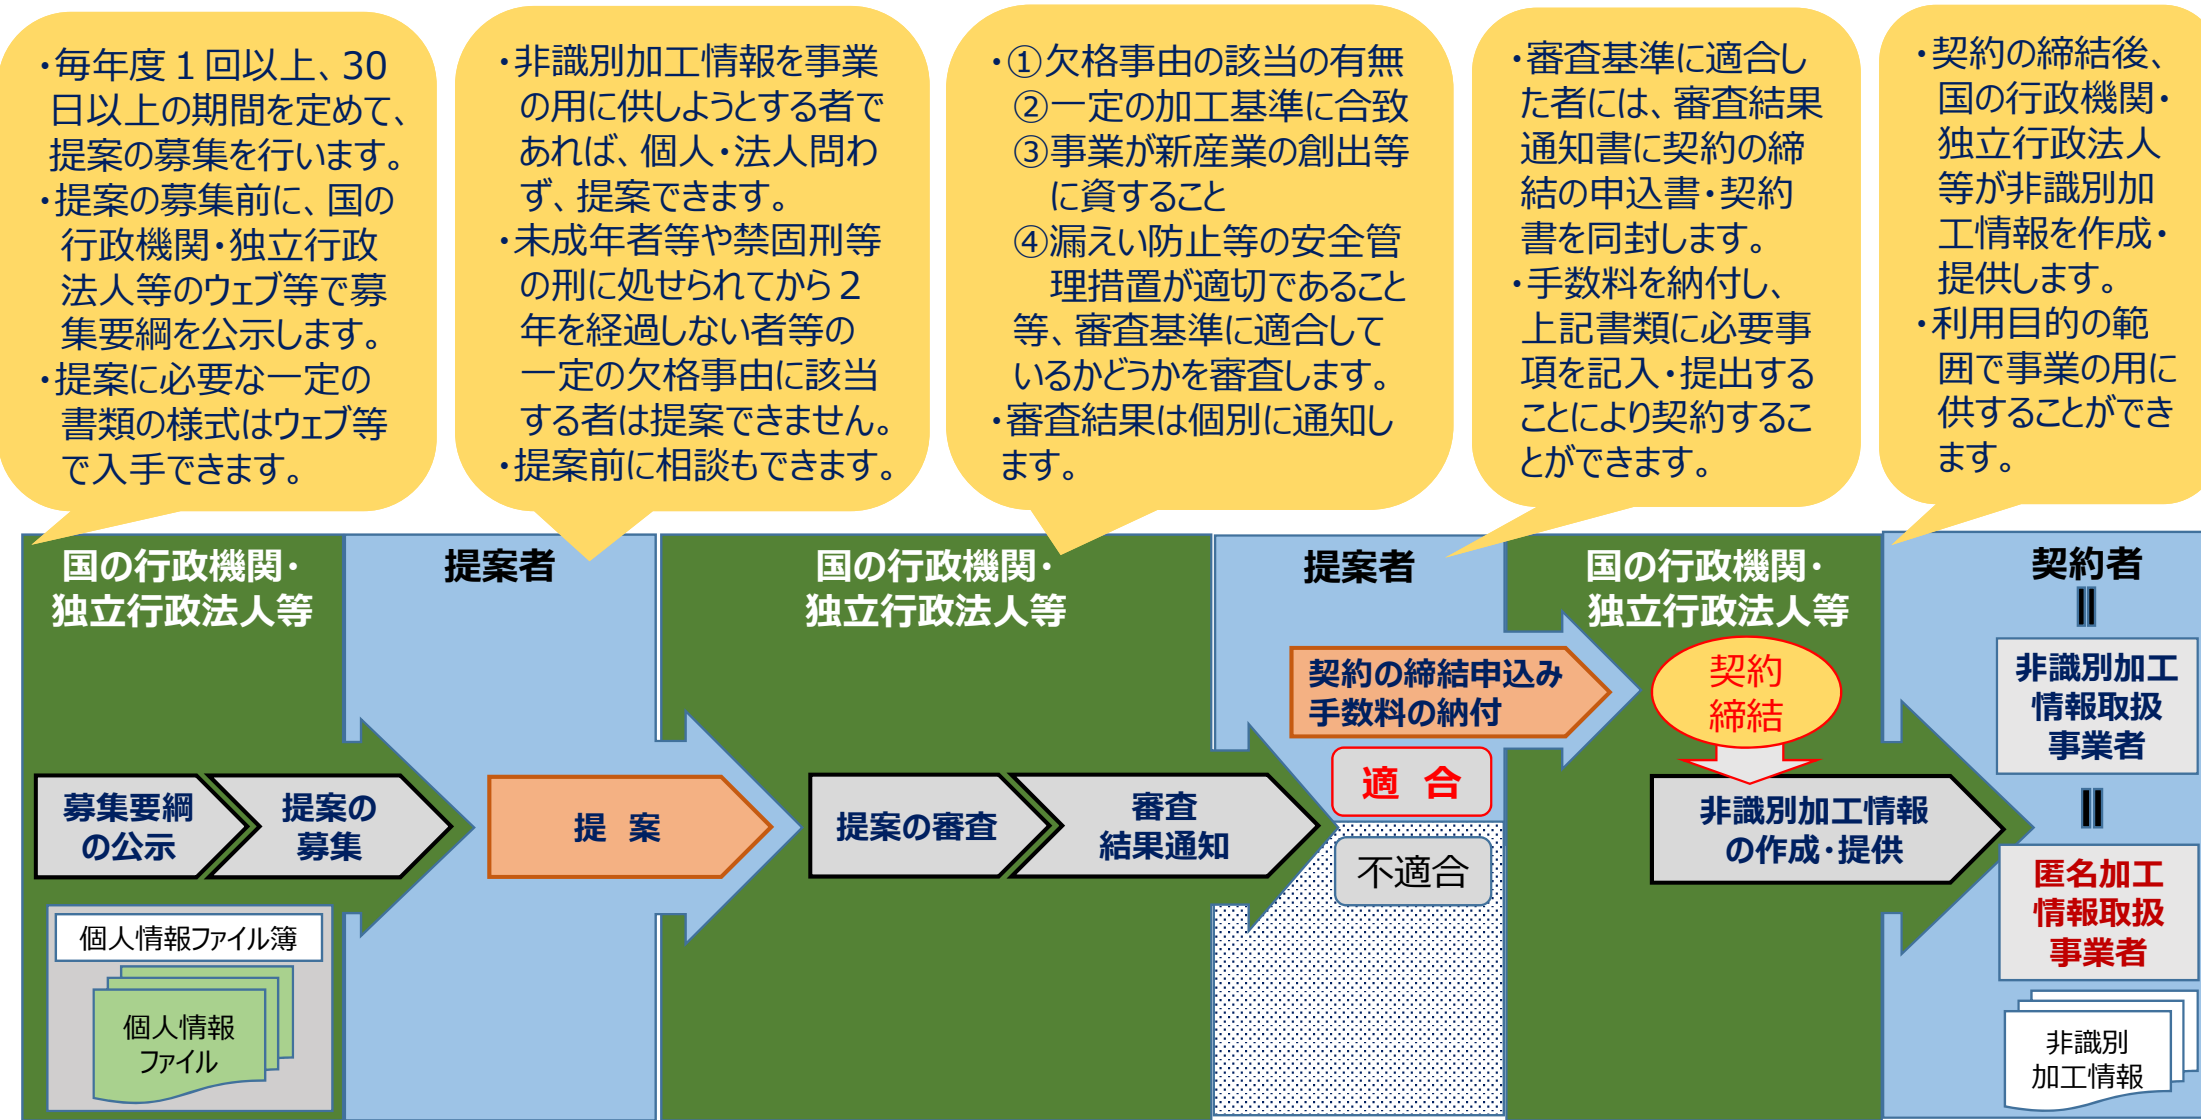 ・毎年度１回以上、30
日以上の期間を定めて、
提案の募集を行います。
・提案の募集前に、国の
行政機関・独立行政
法人等のウェブ等で募
集要綱を公示します。
・提案に必要な一定の
書類の様式はウェブ等
で入手できます。
・非識別加工情報を事業
の用に供しようとする者で
あれば、個人・法人問わ
ず、提案できます。
・未成年者等や禁固刑等
の刑に処せられてから２
年を経過しない者等の
一定の欠格事由に該当
する者は提案できません。
・提案前に相談もできます。
・①欠格事由の該当の有無
②一定の加工基準に合致
③事業が新産業の創出等
に資すること
④漏えい防止等の安全管
理措置が適切であること
等、審査基準に適合して
いるかどうかを審査します。
・審査結果は個別に通知し
ます。
・審査基準に適合し
た者には、審査結果
通知書に契約の締
結の申込書・契約
書を同封します。
・手数料を納付し、
上記書類に必要事
項を記入・提出する
ことにより契約するこ
とができます。
・契約の締結後、
国の行政機関・
独立行政法人
等が非識別加
工情報を作成・
提供します。
・利用目的の範
囲で事業の用に
供することができ
ます。
国の行政機関・
独立行政法人等
募集要綱
の公示
提案の
募集
個人情報ファイル簿
個人情報
ファイル
提案者
提 案
国の行政機関・
独立行政法人等
提案の審査
審査
結果通知
提案者
契約の締結申込み
手数料の納付
適 合
不適合
国の行政機関・
独立行政法人等
契約
締結
非識別加工情報
の作成・提供
契約者
||
非識別加工
情報取扱
事業者
||
匿名加工
情報取扱
事業者
非識別
加工情報